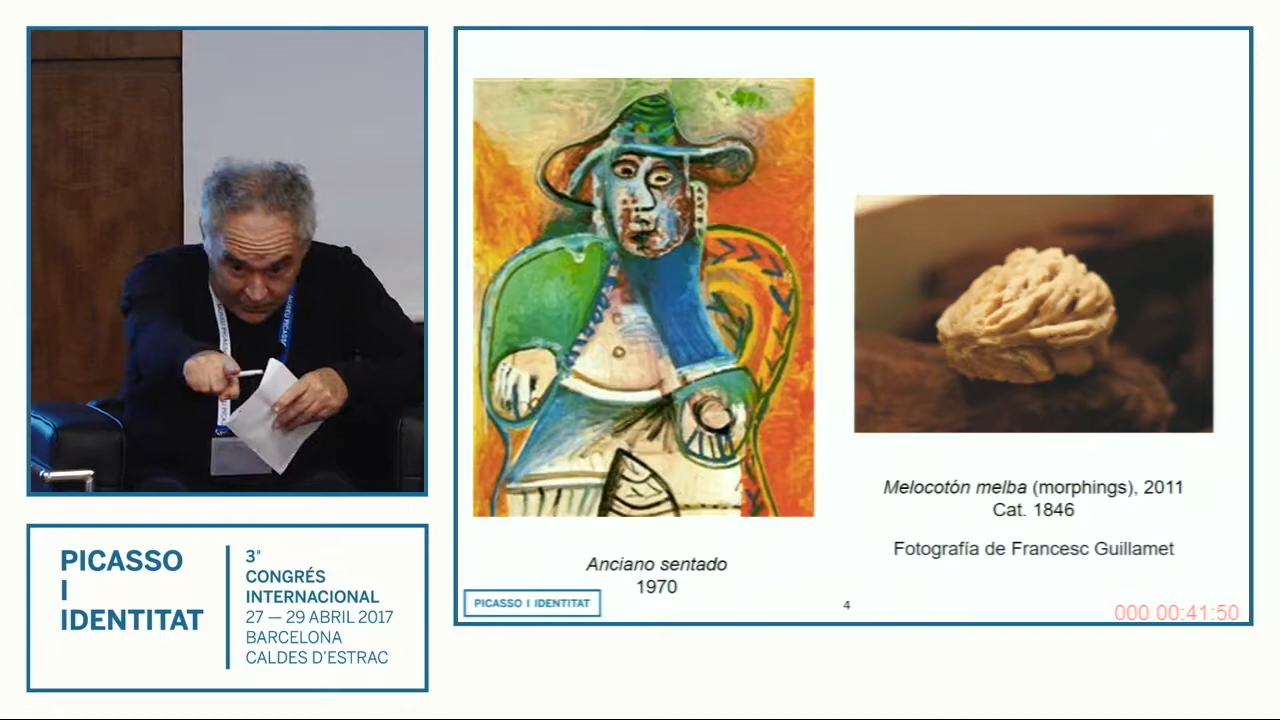 Anciano sentado
1970
Melocotón melba (morphings), 2011
Cat. 1846
Fotografía de Francesc Guillamet
PICASSO I IDENTITAT
4
000 00:41:50
PICASSO
I
IDENTITAT
3ª
CONGRÉS
INTERNACIONAL
27 — 29 ABRIL 2017
BARCELONA
CALDES D'ESTRAC